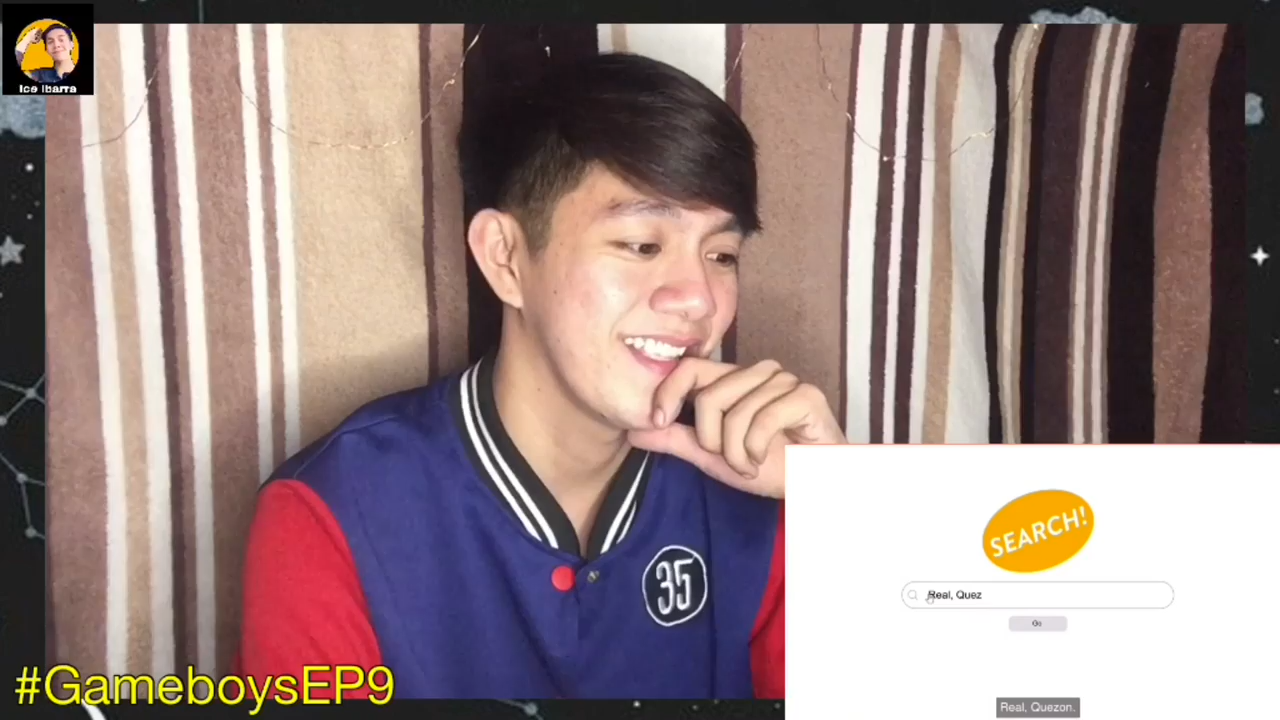 Ice Ibarra
35
SEARCH!
Real, Quez
Go
Real, Quezon.
#GameboysEP9